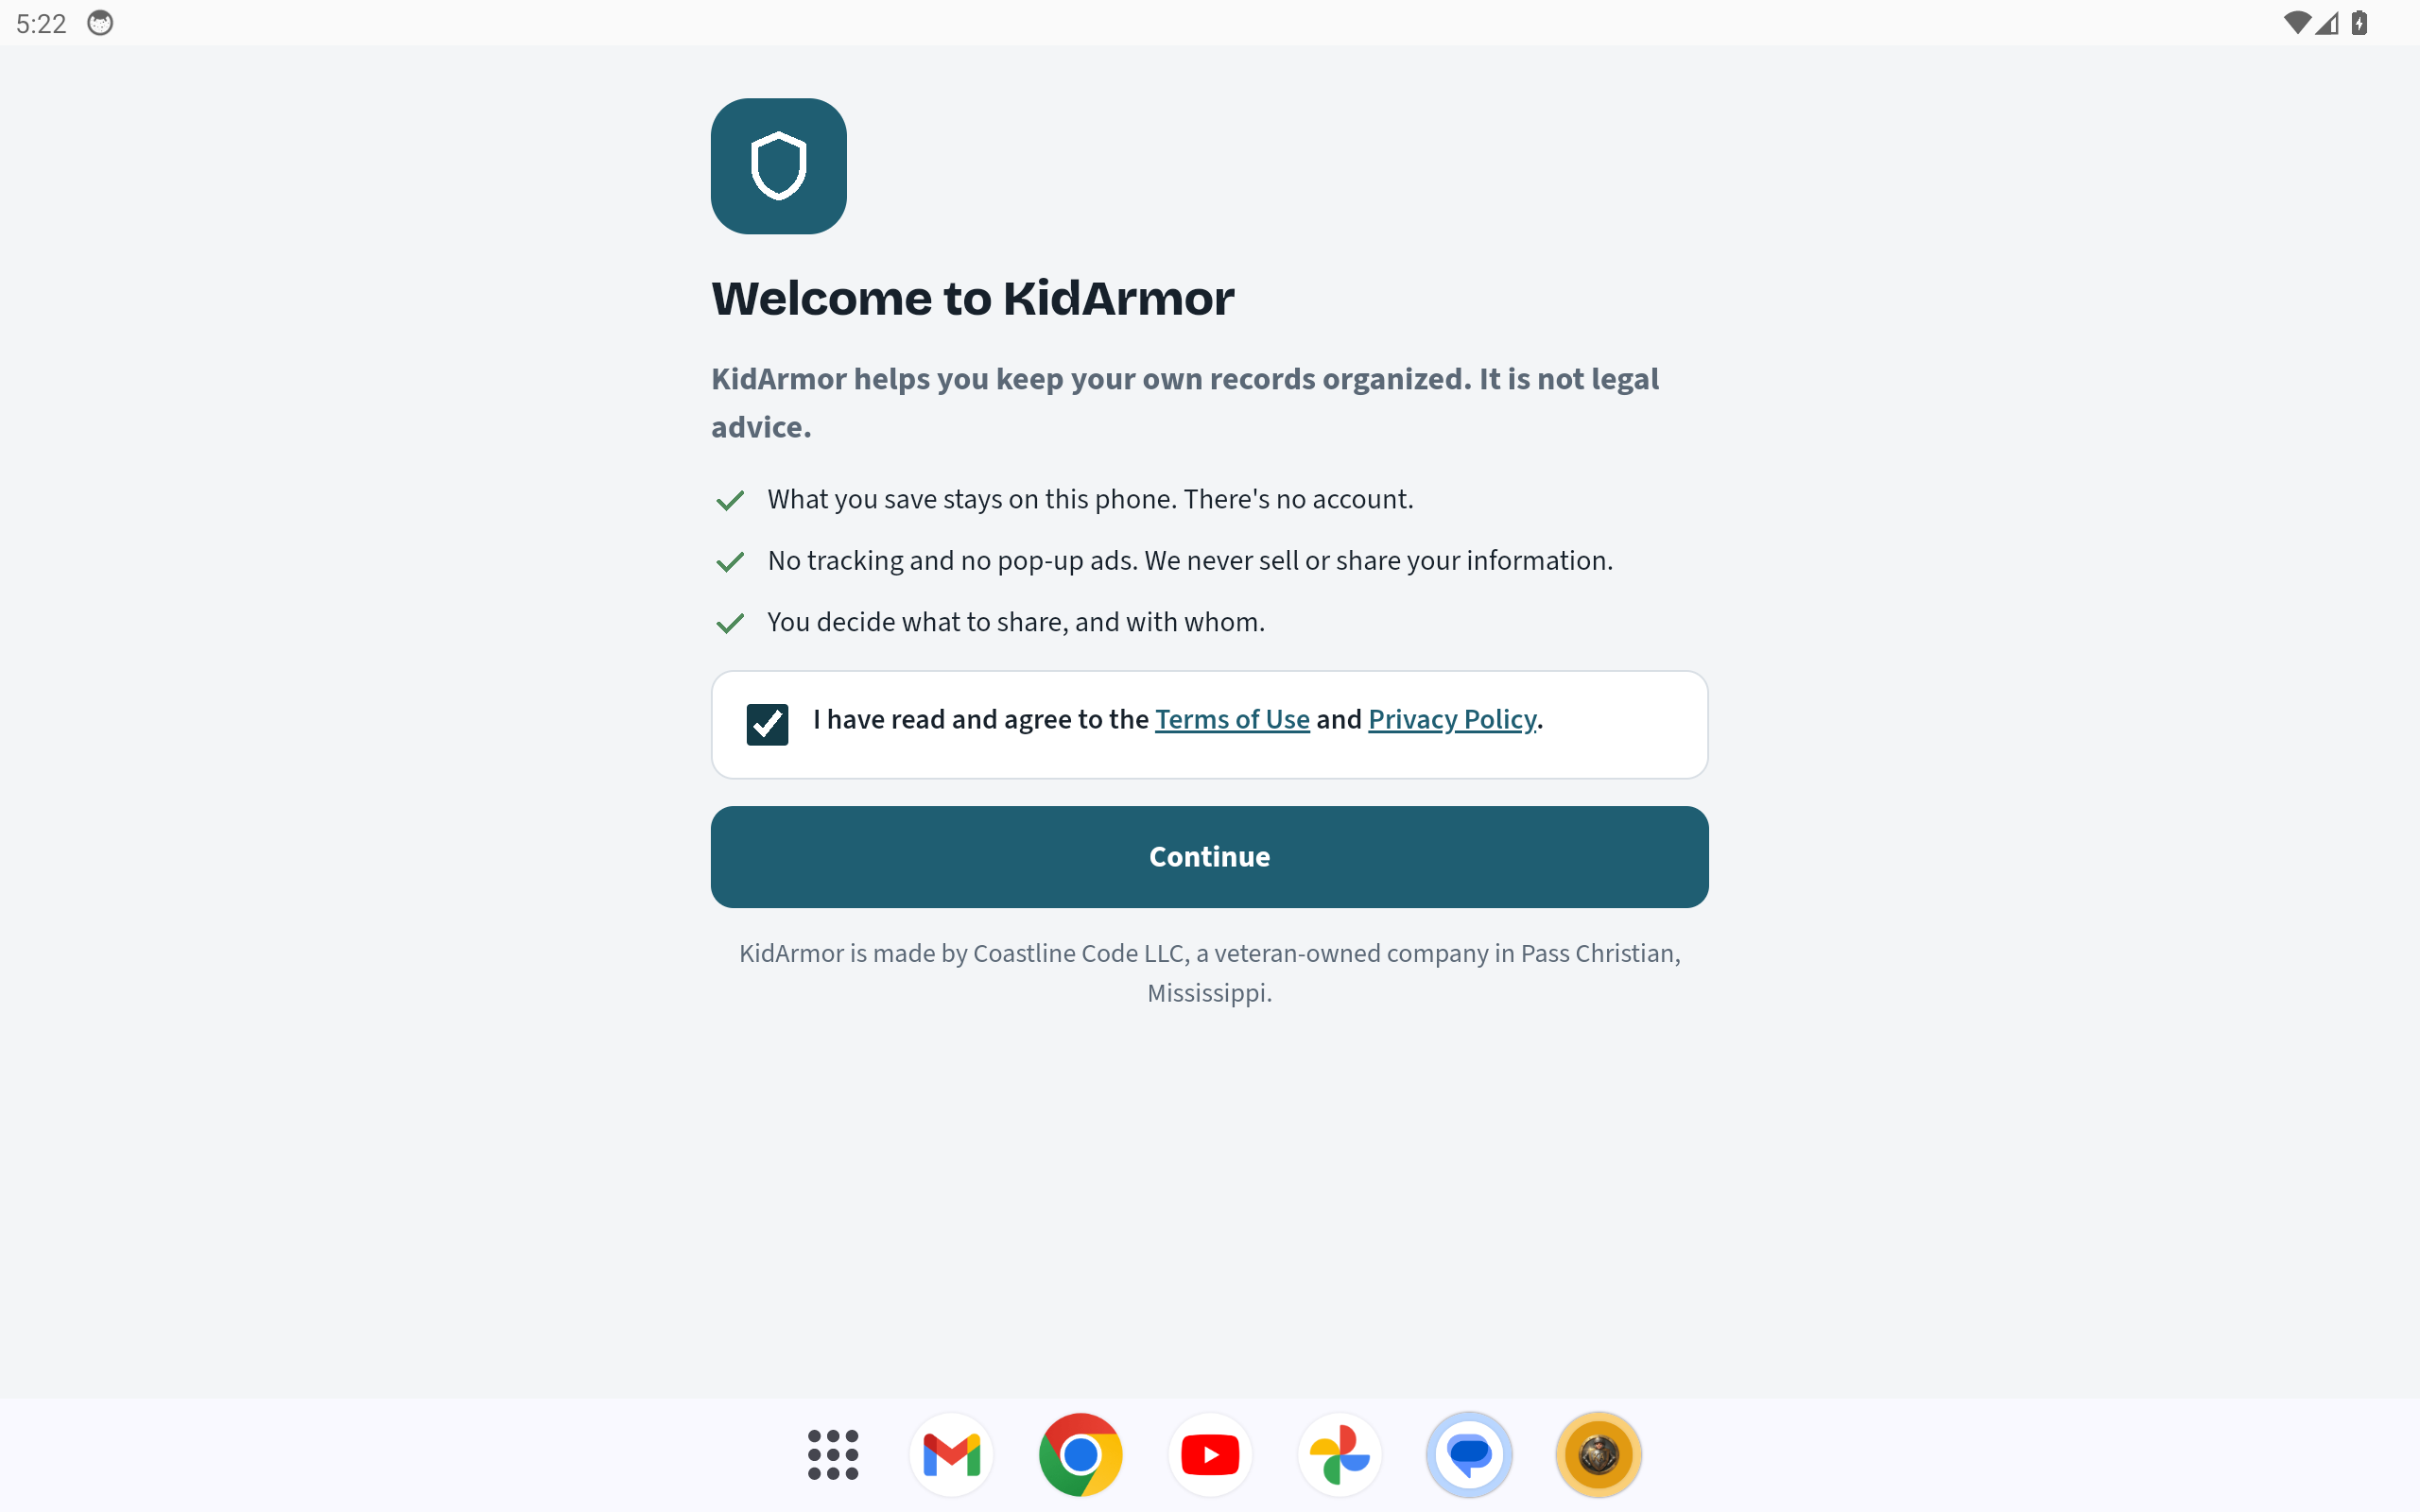 5:22
Welcome to KidArmor
KidArmor helps you keep your own records organized. It is not legal
advice.
What you save stays on this phone. There's no account.
No tracking and no pop-up ads. We never sell or share your information.
You decide what to share, and with whom.
I have read and agree to the Terms of Use and Privacy Policy.
Continue
KidArmor is made by Coastline Code LLC, a veteran-owned company in Pass Christian,
Mississippi.